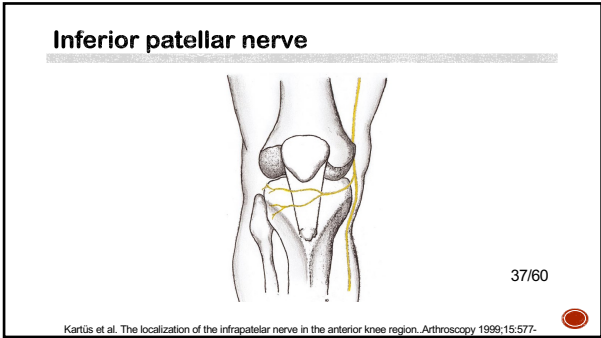 Inferior patellar nerve
37/60
Kartüs et al. The localization of the infrapatelar nerve in the anterior knee region..Arthroscopy 1999;15:577-